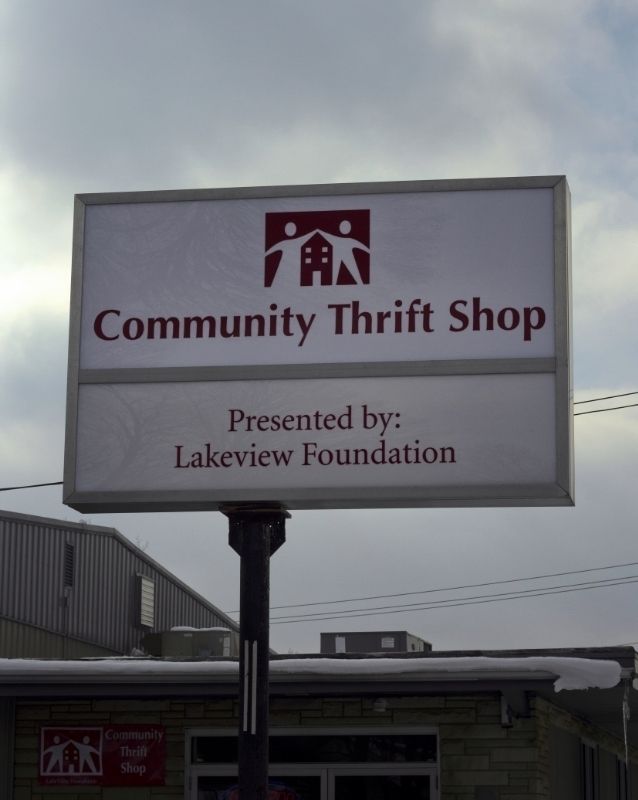 Community Thrift Shop
Presented by:
Lakeview Foundation
Community
Thrift
Shop